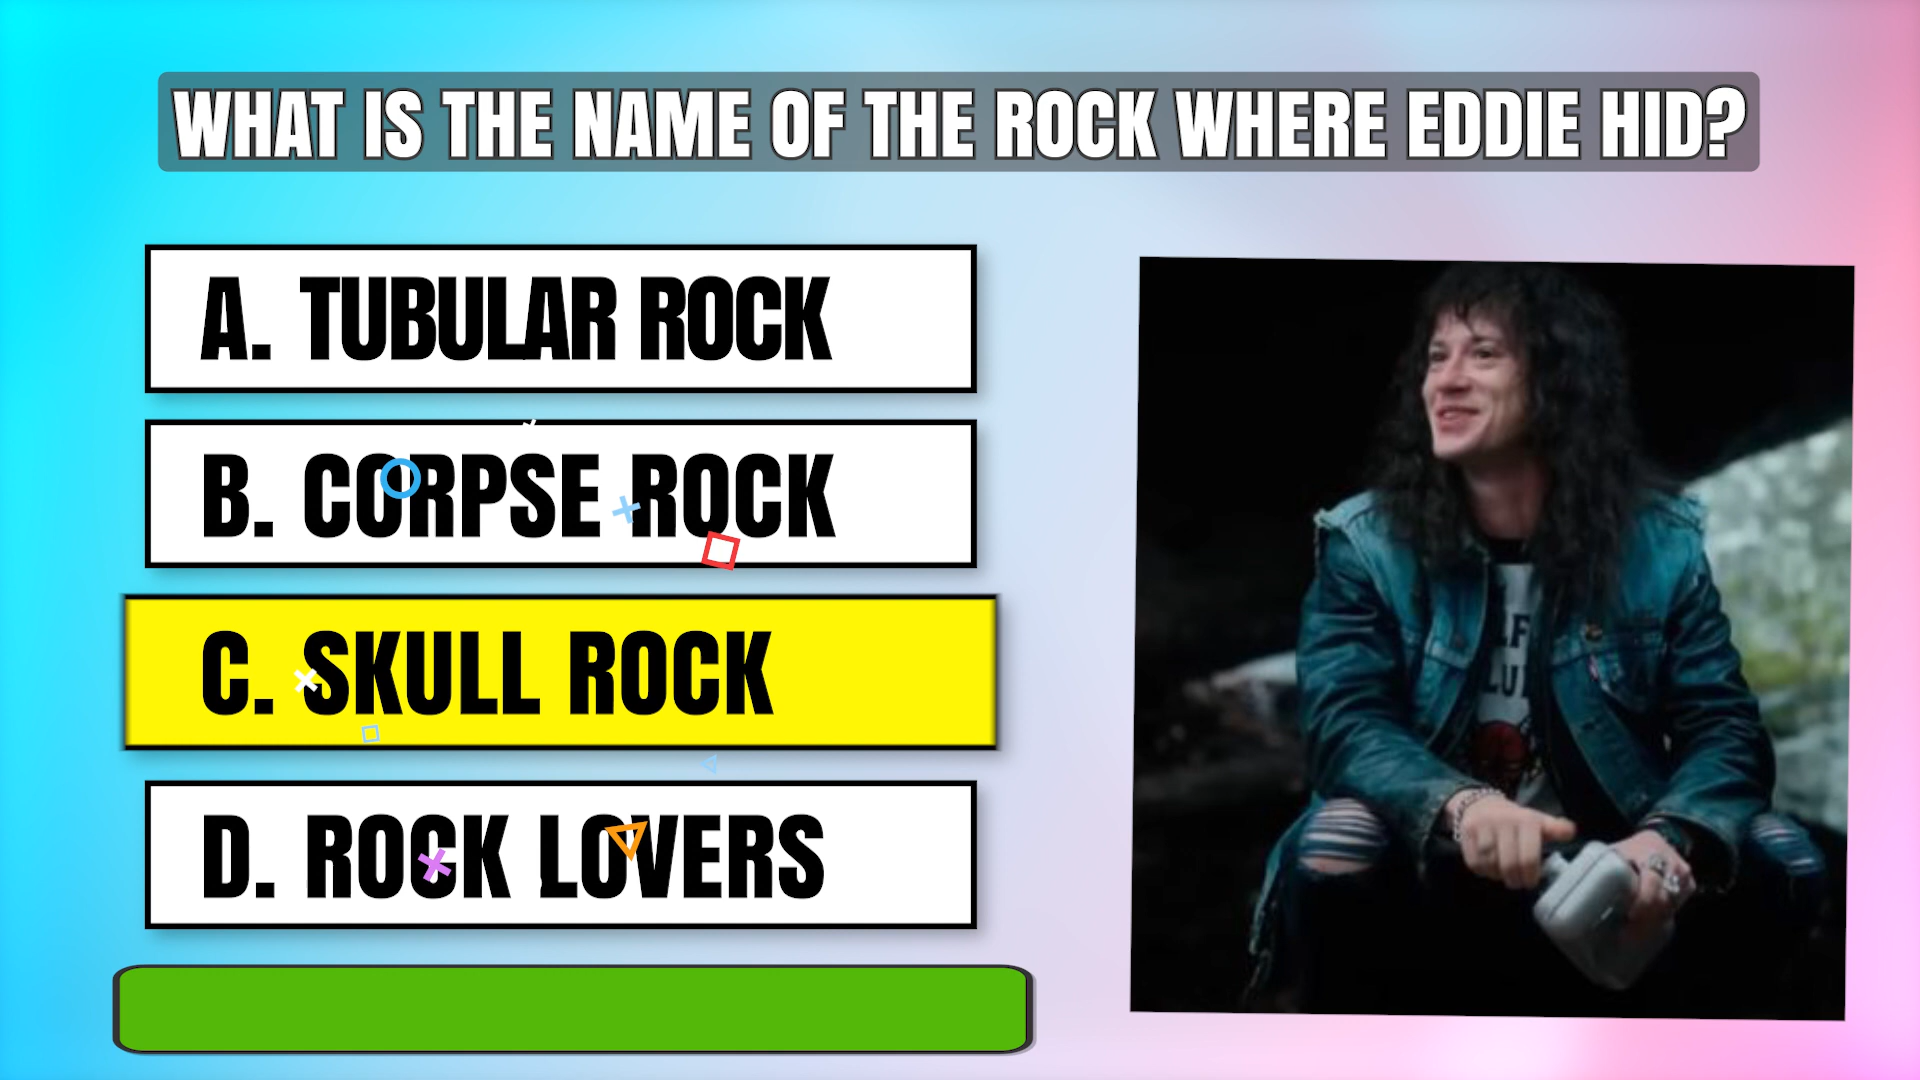 WHAT IS THE NAME OF THE ROCK WHERE EDDIE HID?
A. TUBULAR ROCK
B. CORPSE ROCK
C. SKULL ROCK
D. ROCK LOVERS